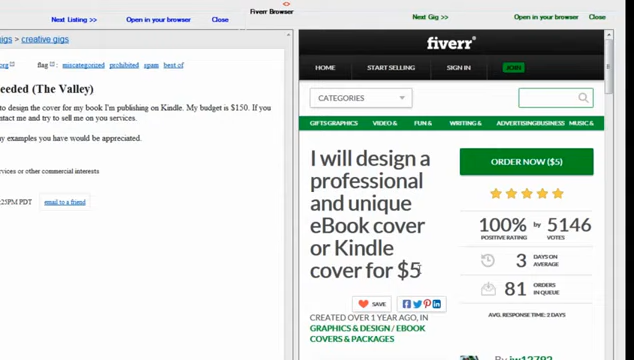 Fiverr Browser
Next Listing >> Open in your browser Close
Next Gig >> Open in your browser Close
gigs > creative gigs
.org flag : miscategorized prohibited spam best of
eeded (The Valley)
to design the cover for my book I'm publishing on Kindle. My budget is $150. If you
ntact me and try to sell me on you services.
ny examples you have would be appreciated.
ervices or other commercial interests
:25PM PDT email to a friend
fiverr
HOME START SELLING SIGN IN JOIN
CATEGORIES
GIFTS GRAPHICS VIDEO & FUN & WRITING & ADVERTISING BUSINESS MUSIC &
I will design a
professional
and unique
eBook cover
or Kindle
cover for $5
SAVE
CREATED OVER 1 YEAR AGO, IN
GRAPHICS & DESIGN / EBOOK
COVERS & PACKAGES
ORDER NOW ($5)
100% by 5146
POSITIVE RATING VOTES
3 DAYS ON
AVERAGE
81 ORDERS
IN QUEUE
AVG. RESPONSE TIME: 2 DAYS
By jw12792